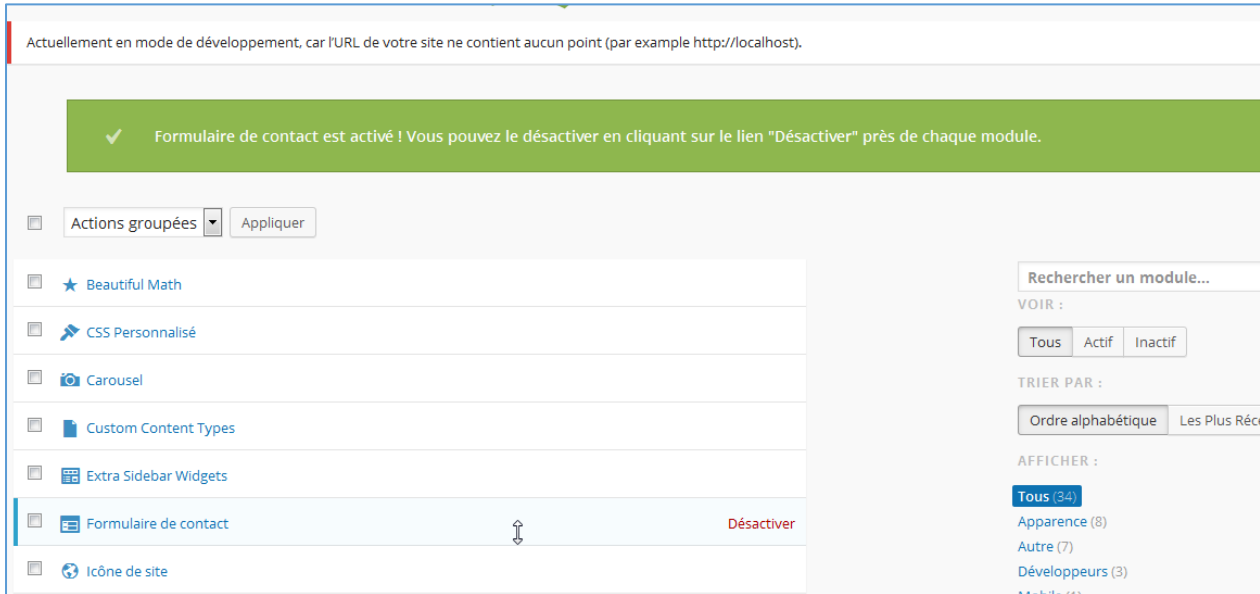 Actuellement en mode de développement, car l'URL de votre site ne contient aucun point (par example http://localhost).
Formulaire de contact est activé ! Vous pouvez le désactiver en cliquant sur le lien "Désactiver" près de chaque module.
Actions groupées
Appliquer
Beautiful Math
CSS Personnalisé
Carousel
Custom Content Types
Extra Sidebar Widgets
Formulaire de contact
Désactiver
Icône de site
Rechercher un module...
VOIR :
Tous Actif Inactif
TRIER PAR :
Ordre alphabétique Les Plus Réc
AFFICHER :
Tous (34)
Apparence (8)
Autre (7)
Développeurs (3)